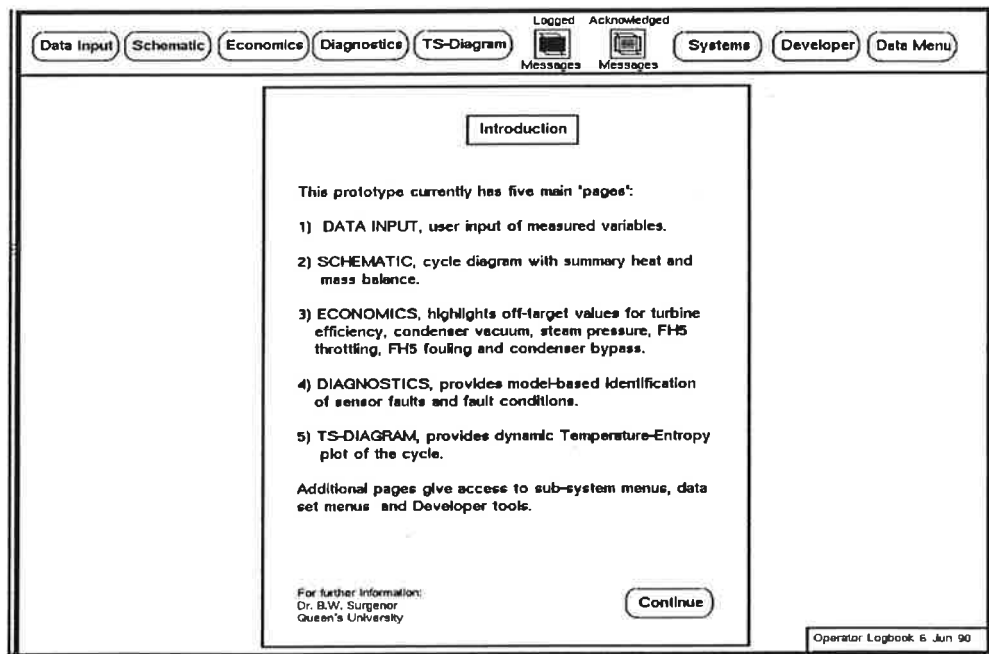 Logged Acknowledged
Data Input Schematic Economics Diagnostics TS-Diagram Systems Developer Data Menu
Messages Messages
Introduction
This prototype currently has five main 'pages':
1) DATA INPUT, user input of measured variables.
2) SCHEMATIC, cycle diagram with summary heat and
mass balance.
3) ECONOMICS, highlights off-target values for turbine
efficiency, condenser vacuum, steam pressure, FH5
throttling, FH5 fouling and condenser bypass.
4) DIAGNOSTICS, provides model-based identification
of sensor faults and fault conditions.
5) TS-DIAGRAM, provides dynamic Temperature-Entropy
plot of the cycle.
Additional pages give access to sub-system menus, data
set menus and Developer tools.
For further information:
Dr. B.W. Surgenor
Queen's University
Continue
Operator Logbook 6 Jun 90